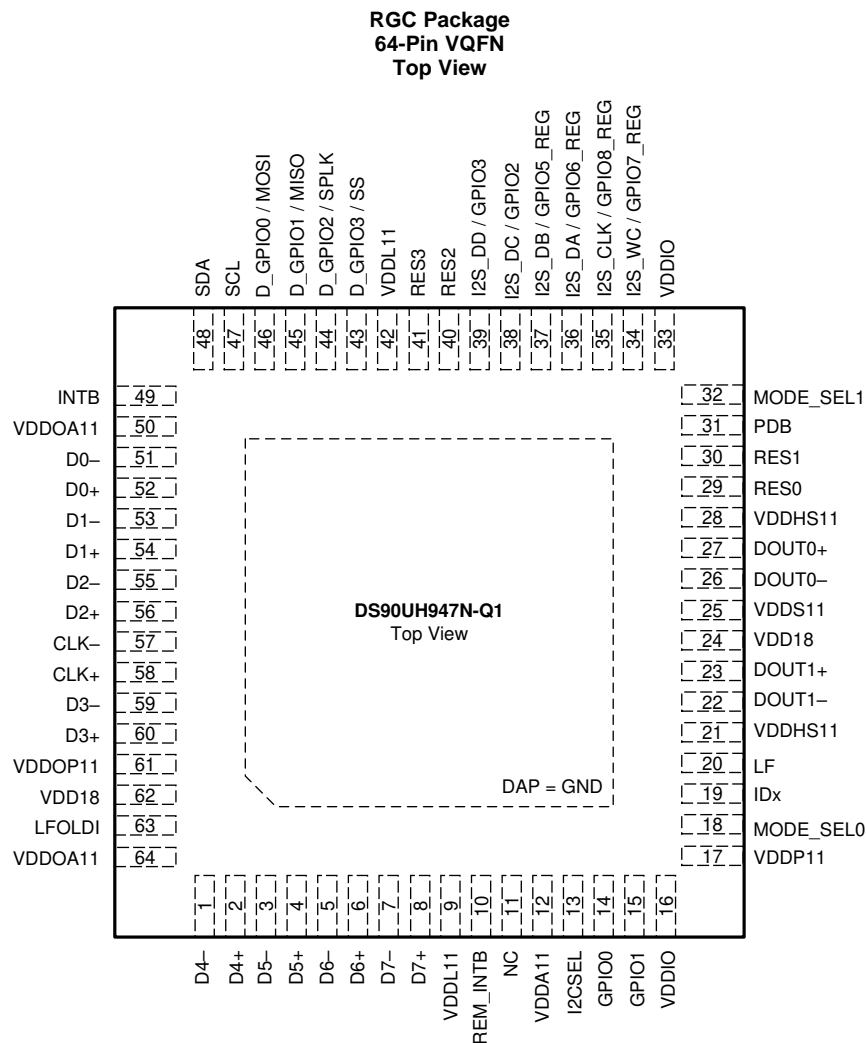 RGC Package
64-Pin VQFN
Top View
SDA
SCL
D_GPIO0 / MOSI
D_GPIO1 / MISO
D_GPIO2 / SPLK
D_GPIO3 / SS
VDDL11
RES3
RES2
I2S_DD / GPIO3
I2S_DC / GPIO2
I2S_DB / GPIO5_REG
I2S_DA / GPIO6_REG
I2S_CLK / GPIO8_REG
I2S_WC / GPIO7_REG
VDDIO
48
47
46
45
44
43
42
41
40
39
38
37
36
35
34
33
INTB 49
VDDOA11 50
D0– 51
D0+ 52
D1– 53
D1+ 54
D2– 55
D2+ 56
CLK– 57
CLK+ 58
D3– 59
D3+ 60
VDDOP11 61
VDD18 62
LFOLDI 63
VDDOA11 64
DS90UH947N-Q1
Top View
DAP = GND
32 MODE_SEL1
31 PDB
30 RES1
29 RES0
28 VDDHS11
27 DOUT0+
26 DOUT0–
25 VDDS11
24 VDD18
23 DOUT1+
22 DOUT1–
21 VDDHS11
20 LF
19 IDx
18 MODE_SEL0
17 VDDP11
1
2
3
4
5
6
7
8
9
10
11
12
13
14
15
16
D4–
D4+
D5–
D5+
D6–
D6+
D7–
D7+
VDDL11
REM_INTB
NC
VDDA11
I2CSEL
GPIO0
GPIO1
VDDIO